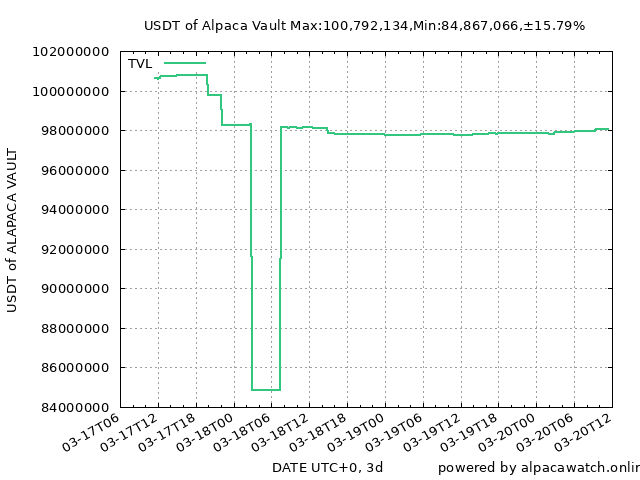 USDT of Alpaca Vault Max:100,792,134,Min:84,867,066,±15.79%
TVL
102000000
100000000
98000000
96000000
94000000
92000000
90000000
88000000
86000000
84000000
USDT of ALAPACA VAULT
03-17T06
03-17T12
03-17T18
03-18T00
03-18T06
03-18T12
03-18T18
03-19T00
03-19T06
03-19T12
03-19T18
03-20T00
03-20T06
03-20T12
DATE UTC+0, 3d
powered by alpacawatch.onlin